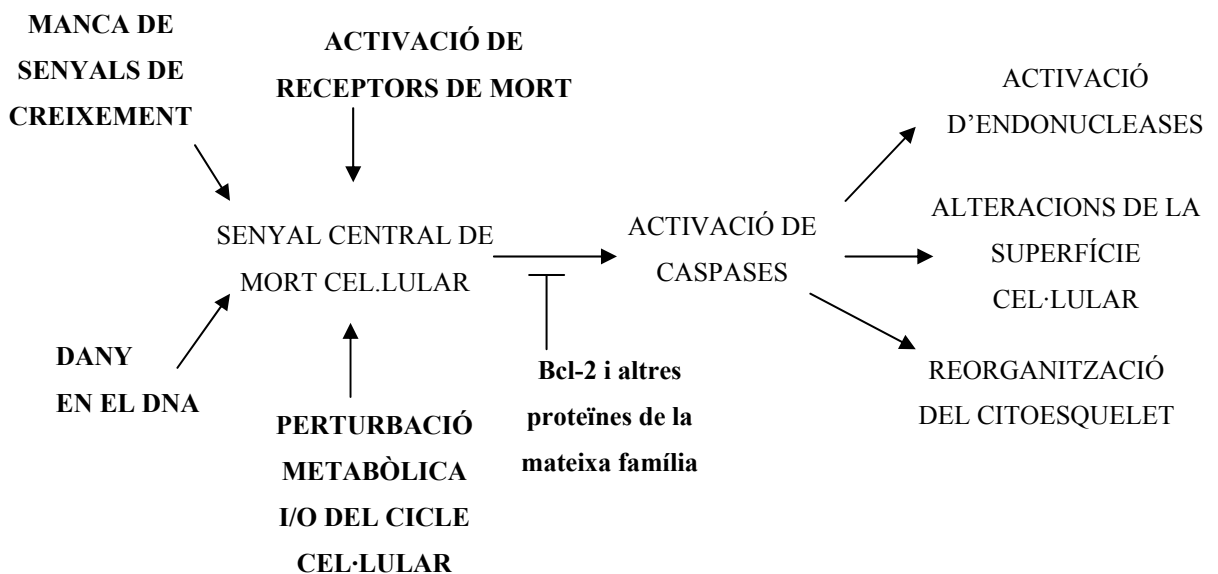 MANCA DE
SENYALS DE
CREIXEMENT
ACTIVACIÓ DE
RECEPTORS DE MORT
SENYAL CENTRAL DE
MORT CEL.LULAR
DANY
EN EL DNA
PERTURBACIÓ
METABÒLICA
I/O DEL CICLE
CEL·LULAR
Bcl-2 i altres
proteïnes de la
mateixa família
ACTIVACIÓ DE
CASPASES
ACTIVACIÓ
D’ENDONUCLEASES
ALTERACIONS DE LA
SUPERFÍCIE
CEL·LULAR
REORGANITZACIÓ
DEL CITOESQUELET